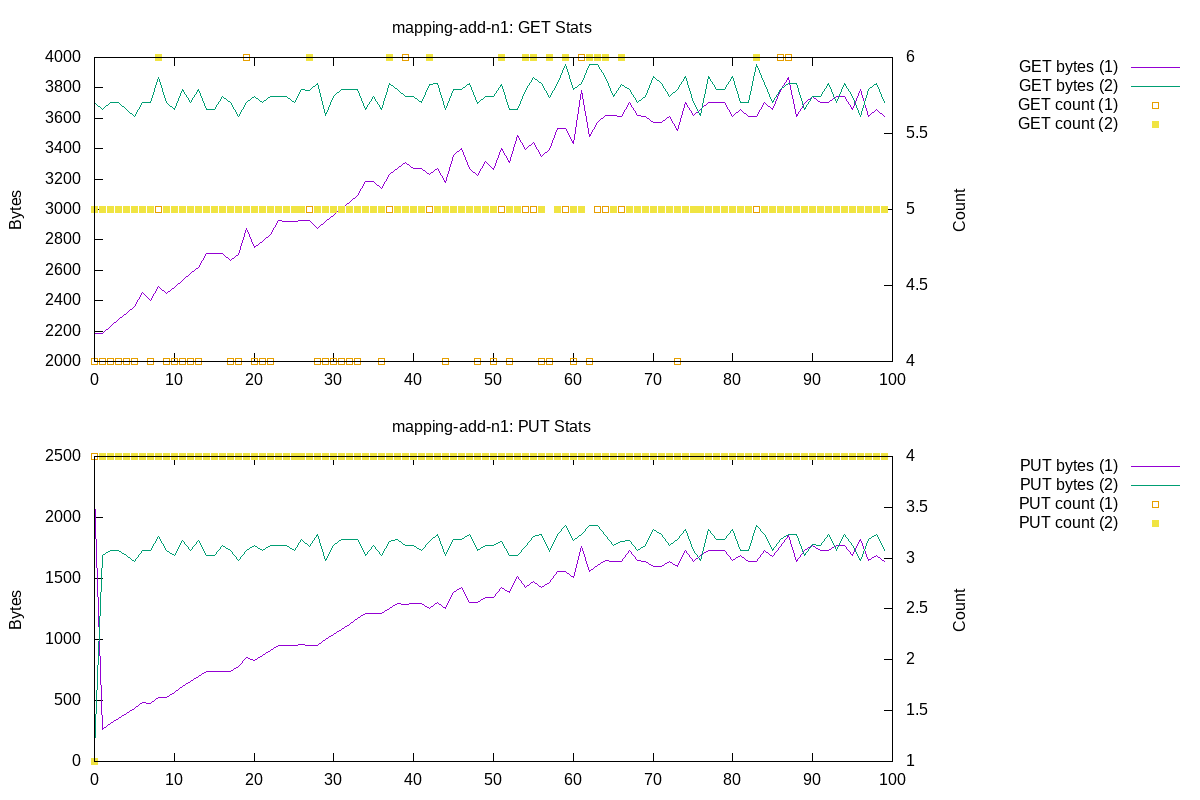 mapping-add-n1: GET Stats
4000
3800
3600
3400
3200
3000
2800
2600
2400
2200
2000
Bytes
0 10 20 30 40 50 60 70 80 90 100
6
5.5
5
4.5
4
Count
GET bytes (1)
GET bytes (2)
GET count (1)
GET count (2)
mapping-add-n1: PUT Stats
2500
2000
1500
1000
500
0
Bytes
0 10 20 30 40 50 60 70 80 90 100
4
3.5
3
2.5
2
1.5
1
Count
PUT bytes (1)
PUT bytes (2)
PUT count (1)
PUT count (2)